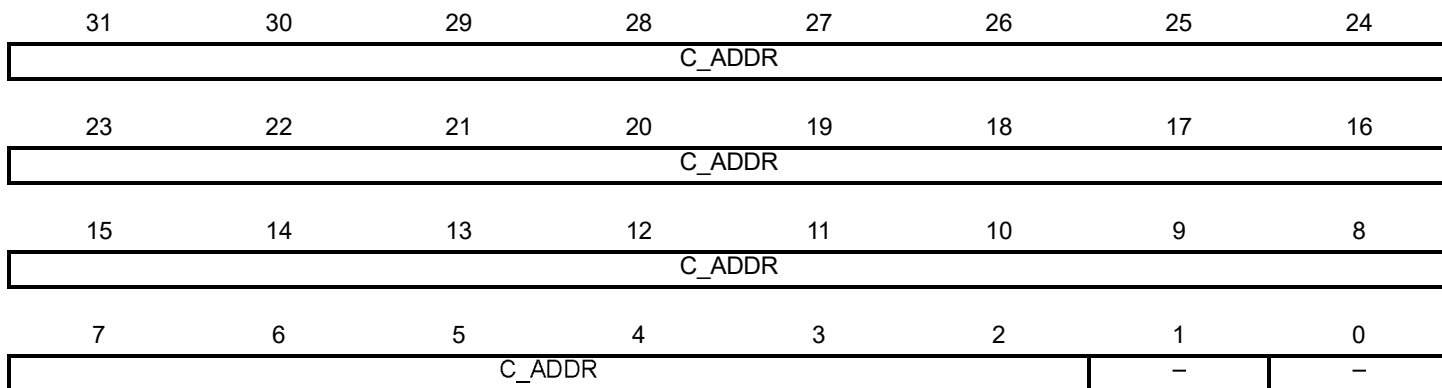 31 30 29 28 27 26 25 24
C_ADDR
23 22 21 20 19 18 17 16
C_ADDR
15 14 13 12 11 10 9 8
C_ADDR
7 6 5 4 3 2 1 0
C_ADDR – –